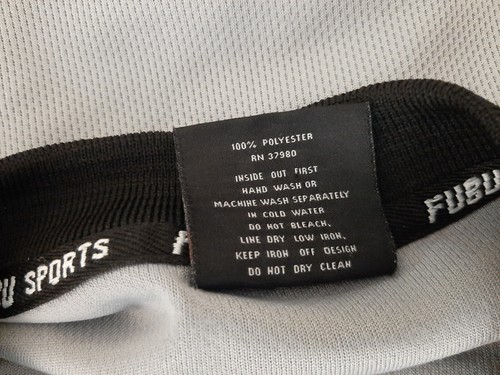 100% POLYESTER
RN 37980
INSIDE OUT FIRST
HAND WASH OR
MACHINE WASH SEPARATELY
IN COLD WATER
DO NOT BLEACH.
LINE DRY LOW IRON.
KEEP IRON OFF DESIGN
DO NOT DRY CLEAN
BU SPORTS
FUBU